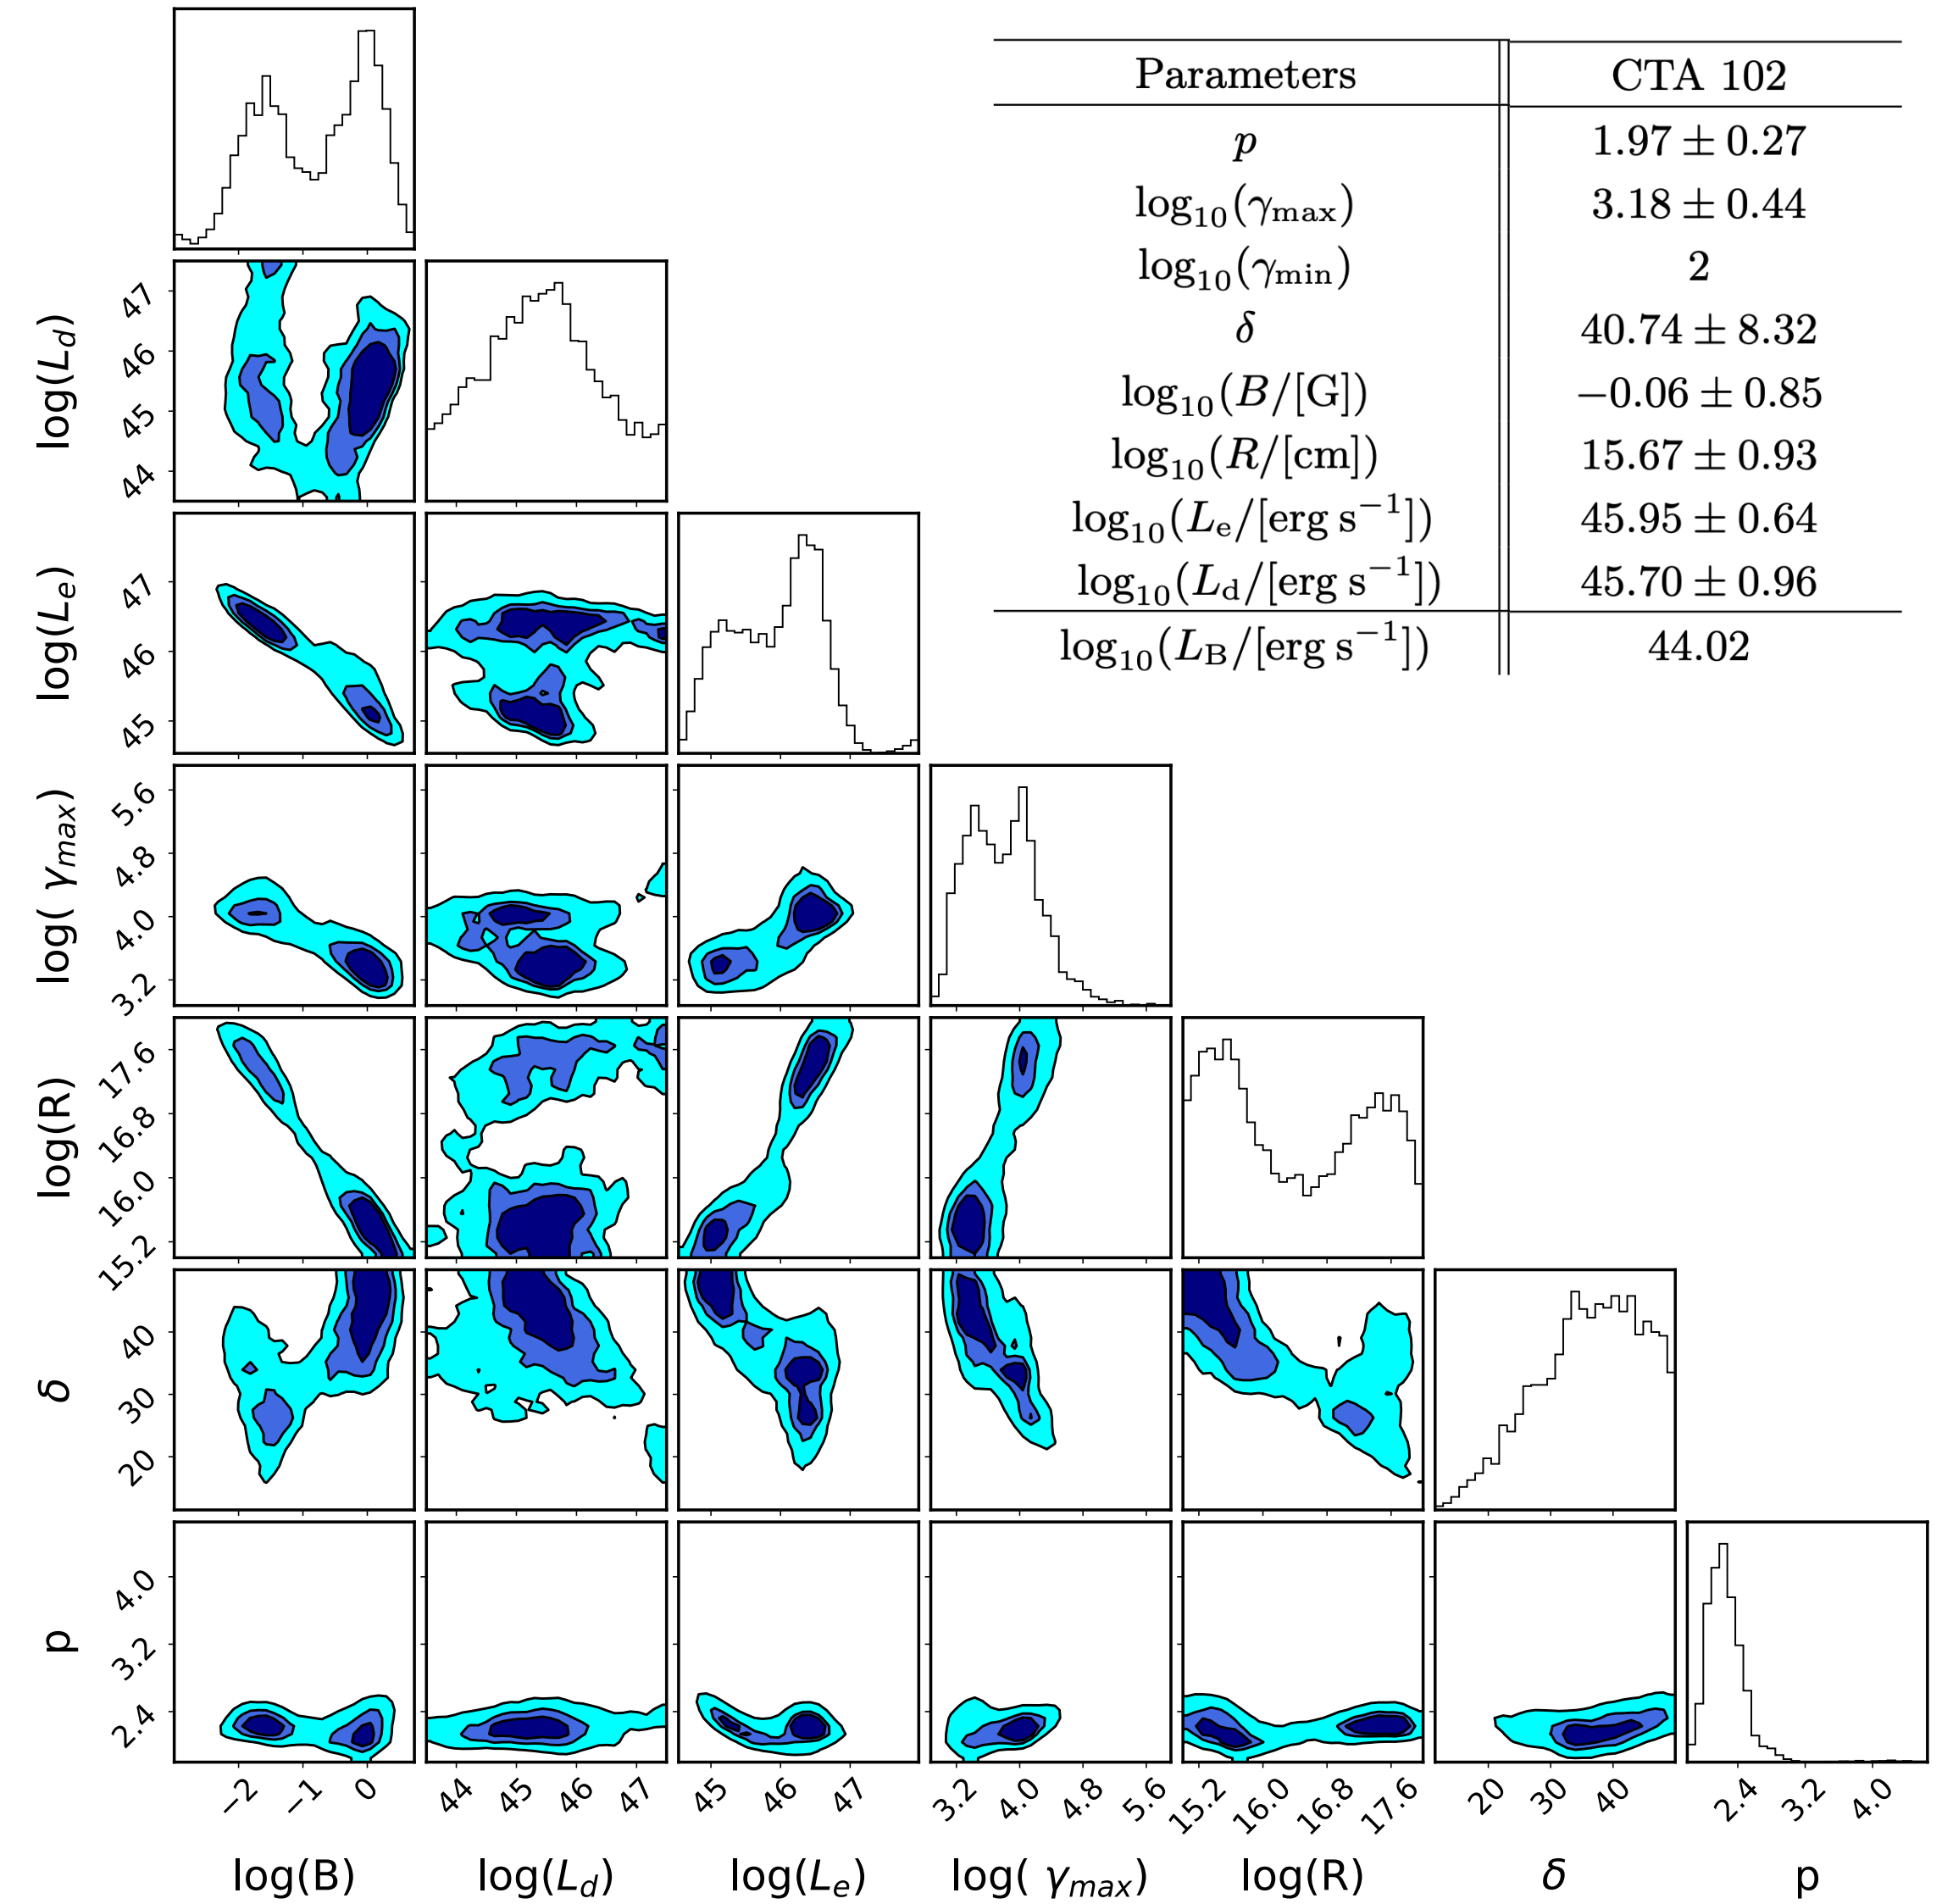 Parameters CTA 102
p 1.97 ± 0.27
log₁₀(γmax) 3.18 ± 0.44
log₁₀(γmin) 2
δ 40.74 ± 8.32
log₁₀(B/[G]) −0.06 ± 0.85
log₁₀(R/[cm]) 15.67 ± 0.93
log₁₀(Le/[erg s⁻¹]) 45.95 ± 0.64
log₁₀(Ld/[erg s⁻¹]) 45.70 ± 0.96
log₁₀(LB/[erg s⁻¹]) 44.02
log(Ld)
47
46
45
44
log(Le)
47
46
45
log( γmax)
5.6
4.8
4.0
3.2
log(R)
17.6
16.8
16.0
15.2
δ
40
30
20
p
4.0
3.2
2.4
−2 −1 0 44 45 46 47 45 46 47 3.2 4.0 4.8 5.6 15.2 16.0 16.8 17.6 20 30 40 2.4 3.2 4.0
log(B) log(Ld) log(Le) log( γmax) log(R) δ p